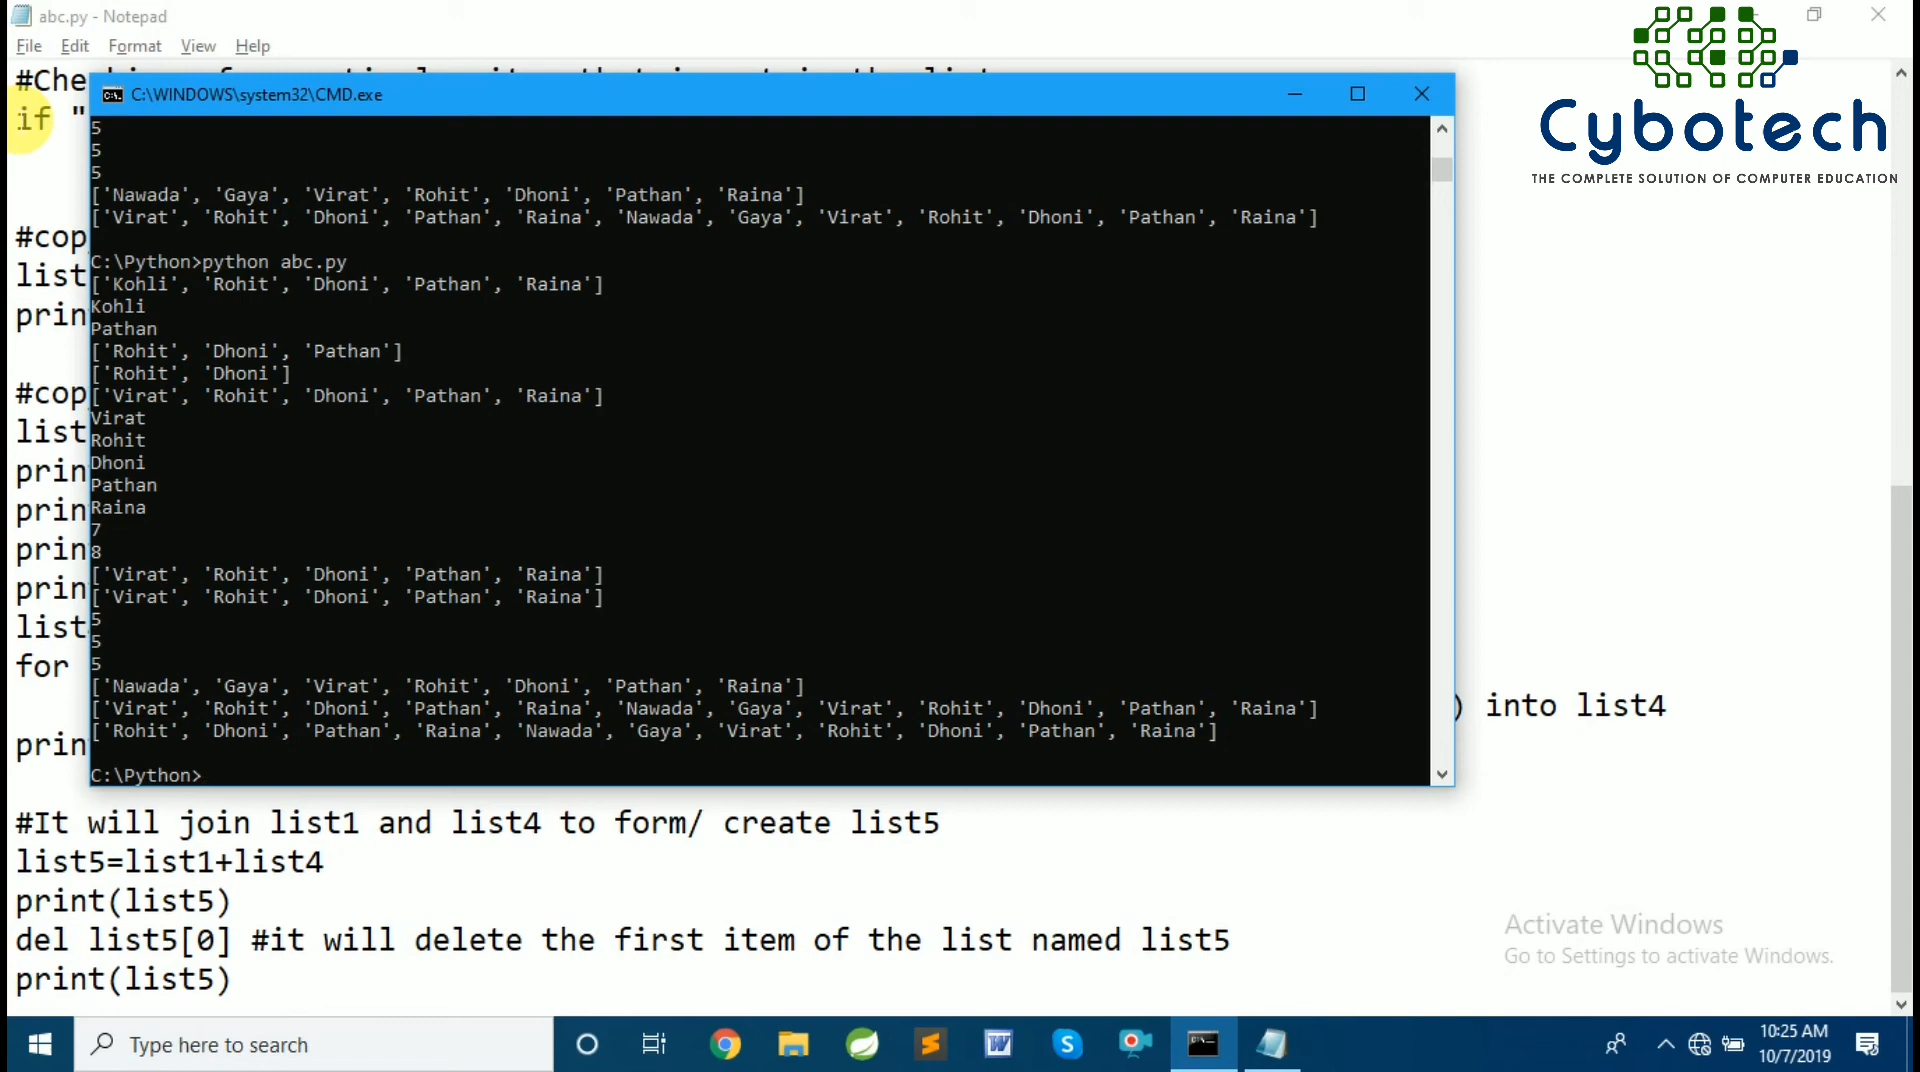 abc.py - Notepad
File Edit Format View Help
Cybotech
THE COMPLETE SOLUTION OF COMPUTER EDUCATION
if "
#cop
list
prin
#cop
list
prin
prin
prin
prin
list
for
) into list4
prin
C:\WINDOWS\system32\CMD.exe
5
5
5
['Nawada', 'Gaya', 'Virat', 'Rohit', 'Dhoni', 'Pathan', 'Raina']
['Virat', 'Rohit', 'Dhoni', 'Pathan', 'Raina', 'Nawada', 'Gaya', 'Virat', 'Rohit', 'Dhoni', 'Pathan', 'Raina']
C:\Python>python abc.py
['Kohli', 'Rohit', 'Dhoni', 'Pathan', 'Raina']
Kohli
Pathan
['Rohit', 'Dhoni', 'Pathan']
['Rohit', 'Dhoni']
['Virat', 'Rohit', 'Dhoni', 'Pathan', 'Raina']
Virat
Rohit
Dhoni
Pathan
Raina
7
8
['Virat', 'Rohit', 'Dhoni', 'Pathan', 'Raina']
['Virat', 'Rohit', 'Dhoni', 'Pathan', 'Raina']
5
5
5
['Nawada', 'Gaya', 'Virat', 'Rohit', 'Dhoni', 'Pathan', 'Raina']
['Virat', 'Rohit', 'Dhoni', 'Pathan', 'Raina', 'Nawada', 'Gaya', 'Virat', 'Rohit', 'Dhoni', 'Pathan', 'Raina']
['Rohit', 'Dhoni', 'Pathan', 'Raina', 'Nawada', 'Gaya', 'Virat', 'Rohit', 'Dhoni', 'Pathan', 'Raina']
C:\Python>
#It will join list1 and list4 to form/ create list5
list5=list1+list4
print(list5)
del list5[0] #it will delete the first item of the list named list5
print(list5)
Activate Windows
Go to Settings to activate Windows.
Type here to search
10:25 AM
10/7/2019